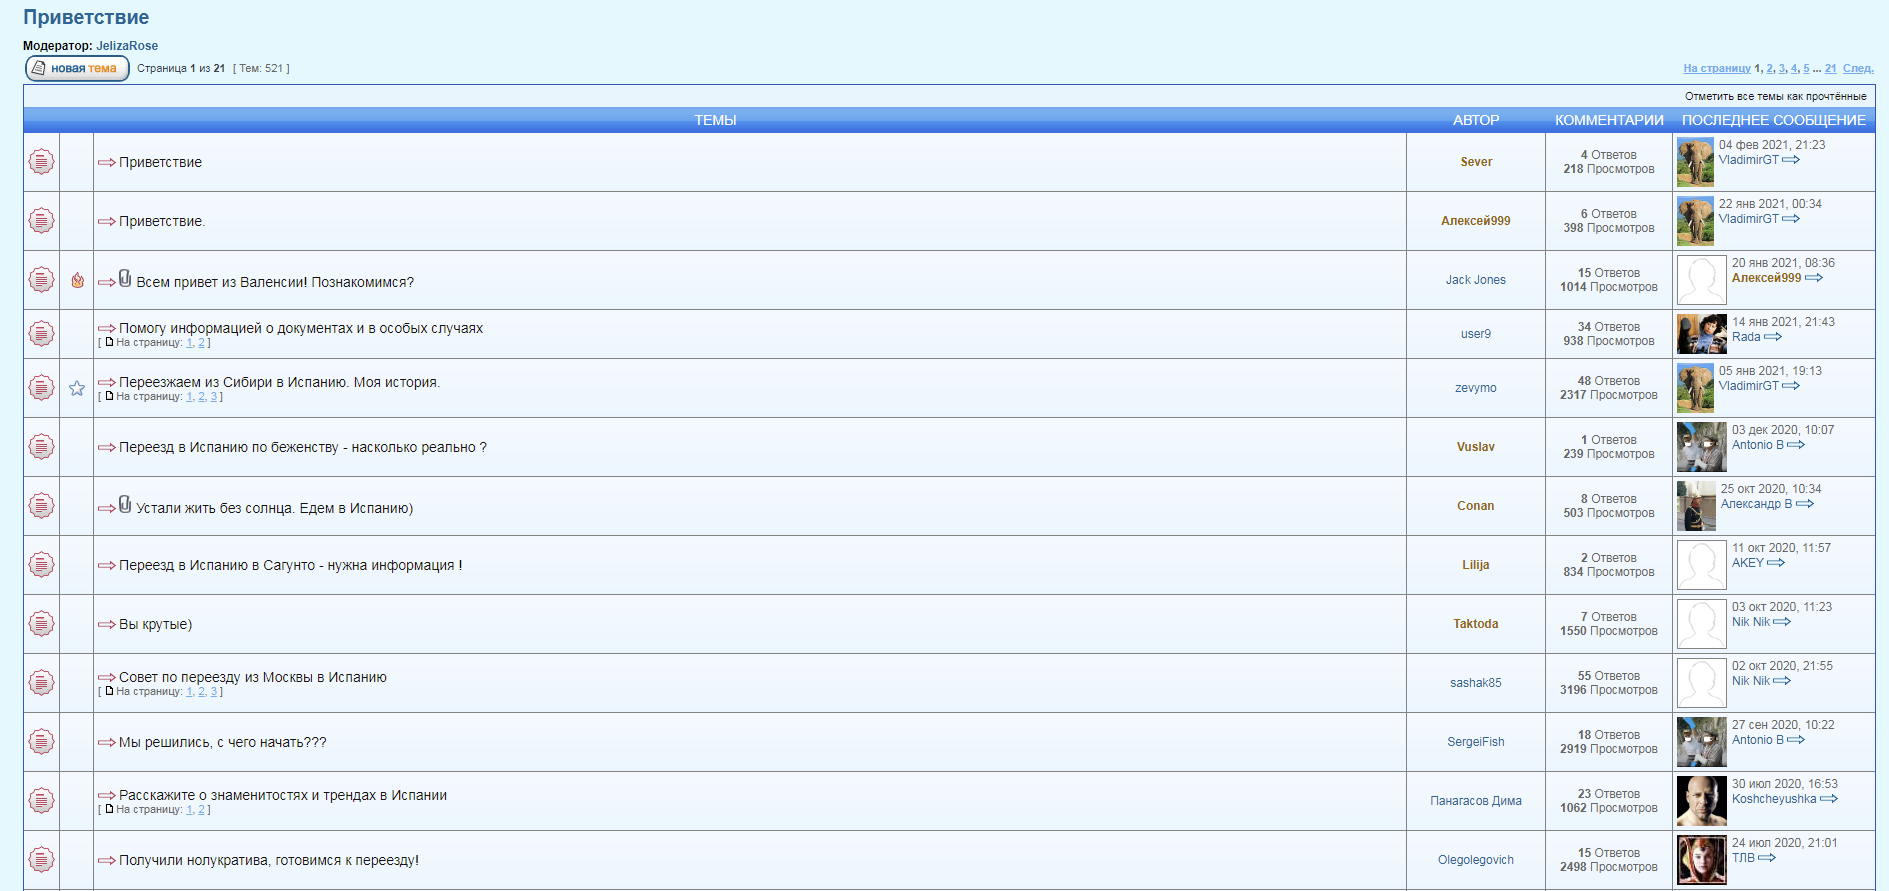 Приветствие
Модератор: JelizaRose
новая тема Страница 1 из 21 [ Тем: 521 ] На страницу 1, 2, 3, 4, 5 ... 21 След.
Отметить все темы как прочтённые
ТЕМЫ АВТОР КОММЕНТАРИИ ПОСЛЕДНЕЕ СООБЩЕНИЕ
Приветствие Sever 4 Ответов 04 фев 2021, 21:23
218 Просмотров VladimirGT
Приветствие. Алексей999 6 Ответов 22 янв 2021, 00:34
398 Просмотров VladimirGT
Всем привет из Валенсии! Познакомимся? Jack Jones 15 Ответов 20 янв 2021, 08:36
1014 Просмотров Алексей999
Помогу информацией о документах и в особых случаях user9 34 Ответов 14 янв 2021, 21:43
[ На страницу: 1, 2 ] 938 Просмотров Rada
Переезжаем из Сибири в Испанию. Моя история. zevymo 48 Ответов 05 янв 2021, 19:13
[ На страницу: 1, 2, 3 ] 2317 Просмотров VladimirGT
Переезд в Испанию по беженству - насколько реально ? Vuslav 1 Ответов 03 дек 2020, 10:07
239 Просмотров Antonio B
Устали жить без солнца. Едем в Испанию) Conan 8 Ответов 25 окт 2020, 10:34
503 Просмотров Александр В
Переезд в Испанию в Сагунто - нужна информация ! Lilija 2 Ответов 11 окт 2020, 11:57
834 Просмотров AKEY
Вы крутые) Taktoda 7 Ответов 03 окт 2020, 11:23
1550 Просмотров Nik Nik
Совет по переезду из Москвы в Испанию sashak85 55 Ответов 02 окт 2020, 21:55
[ На страницу: 1, 2, 3 ] 3196 Просмотров Nik Nik
Мы решились, с чего начать??? SergeiFish 18 Ответов 27 сен 2020, 10:22
2919 Просмотров Antonio B
Расскажите о знаменитостях и трендах в Испании Панагасов Дима 23 Ответов 30 июл 2020, 16:53
[ На страницу: 1, 2 ] 1062 Просмотров Koshcheyushka
Получили нолукратива, готовимся к переезду! Olegolegovich 15 Ответов 24 июл 2020, 21:01
2498 Просмотров ТЛВ